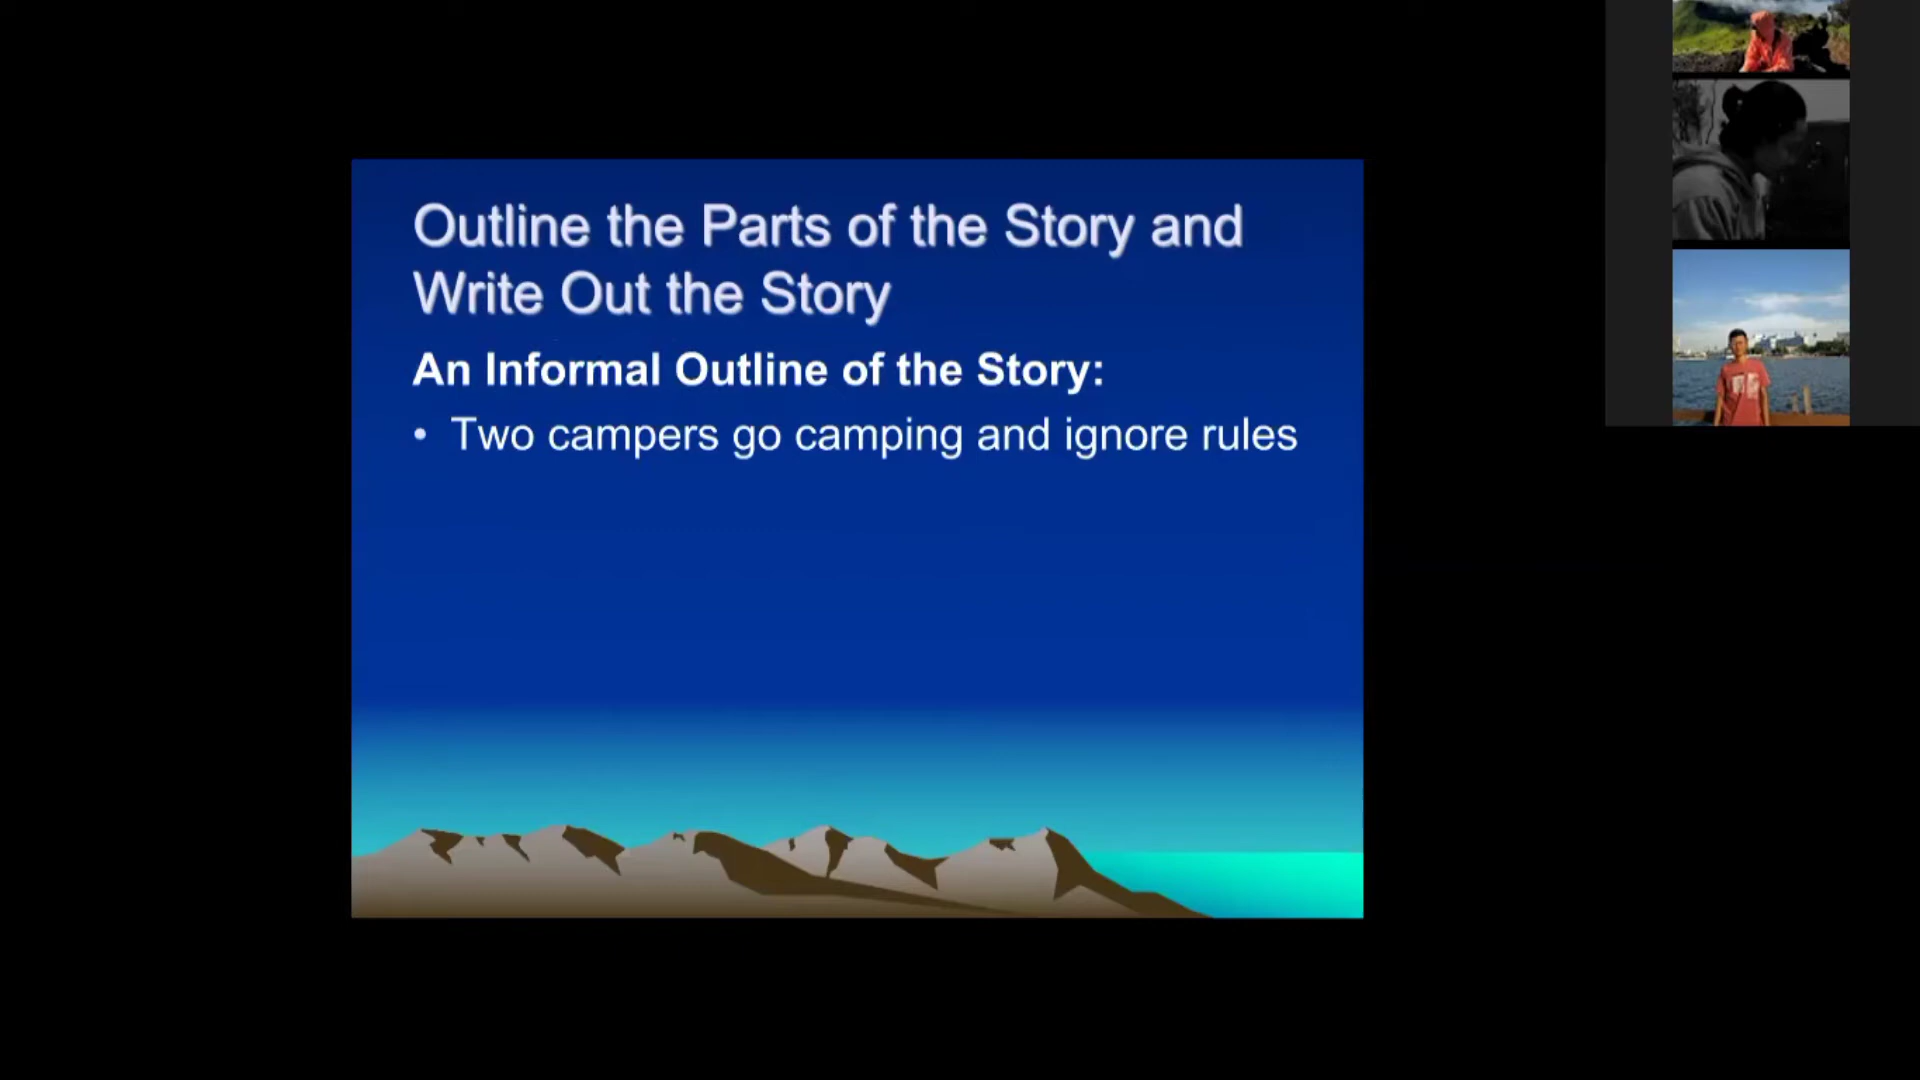 Outline the Parts of the Story and
Write Out the Story
An Informal Outline of the Story:
• Two campers go camping and ignore rules